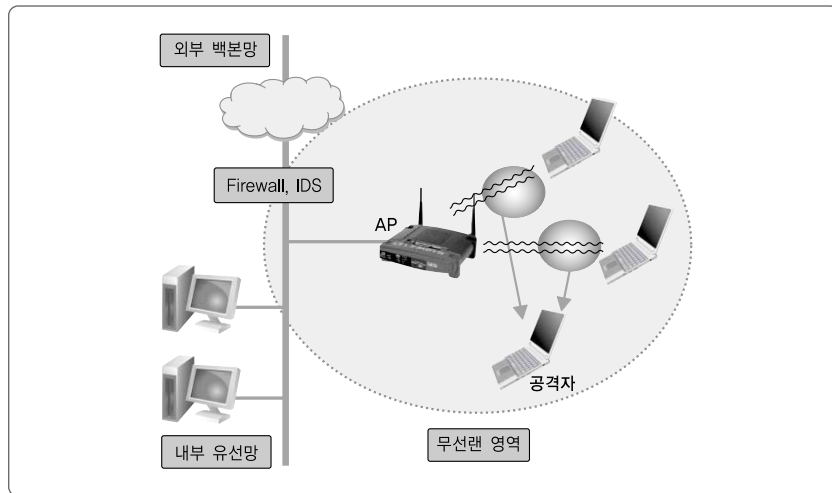 외부 백본망
Firewall, IDS
AP
공격자
내부 유선망
무선랜 영역